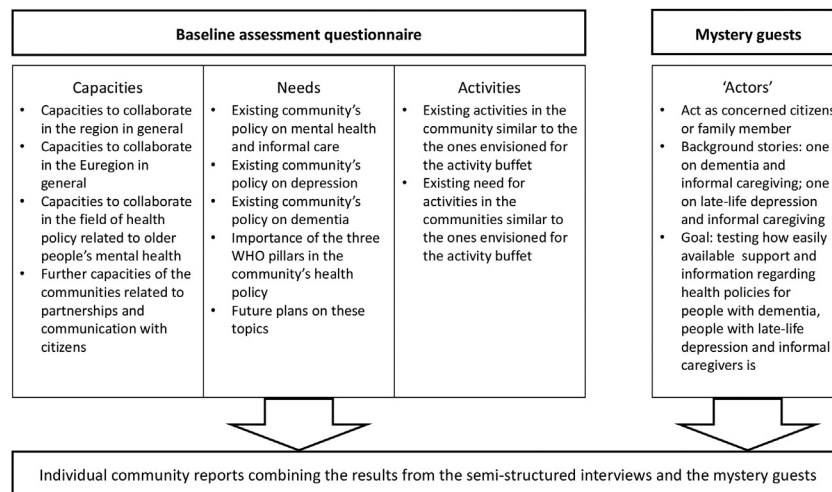 Baseline assessment questionnaire
Mystery guests
Capacities
• Capacities to collaborate
in the region in general
• Capacities to collaborate
in the Euregion in
general
• Capacities to collaborate
in the field of health
policy related to older
people's mental health
• Further capacities of the
communities related to
partnerships and
communication with
citizens
Needs
• Existing community's
policy on mental health
and informal care
• Existing community's
policy on depression
• Existing community's
policy on dementia
• Importance of the three
WHO pillars in the
community's health
policy
• Future plans on these
topics
Activities
• Existing activities in the
community similar to the
the ones envisioned for
the activity buffet
• Existing need for
activities in the
communities similar to
the ones envisioned for
the activity buffet
'Actors'
• Act as concerned citizens
or family member
• Background stories: one
on dementia and
informal caregiving; one
on late-life depression
and informal caregiving
• Goal: testing how easily
available support and
information regarding
health policies for
people with dementia,
people with late-life
depression and informal
caregivers is
Individual community reports combining the results from the semi-structured interviews and the mystery guests